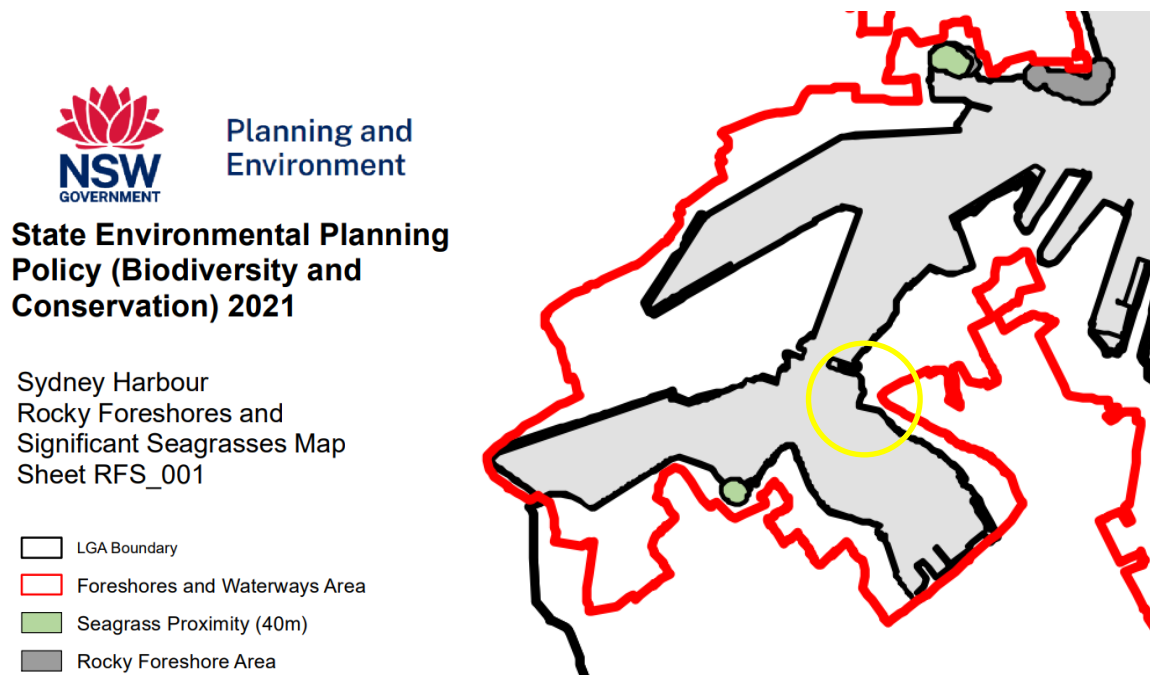 NSW
GOVERNMENT
Planning and
Environment
State Environmental Planning
Policy (Biodiversity and
Conservation) 2021
Sydney Harbour
Rocky Foreshores and
Significant Seagrasses Map
Sheet RFS_001
LGA Boundary
Foreshores and Waterways Area
Seagrass Proximity (40m)
Rocky Foreshore Area